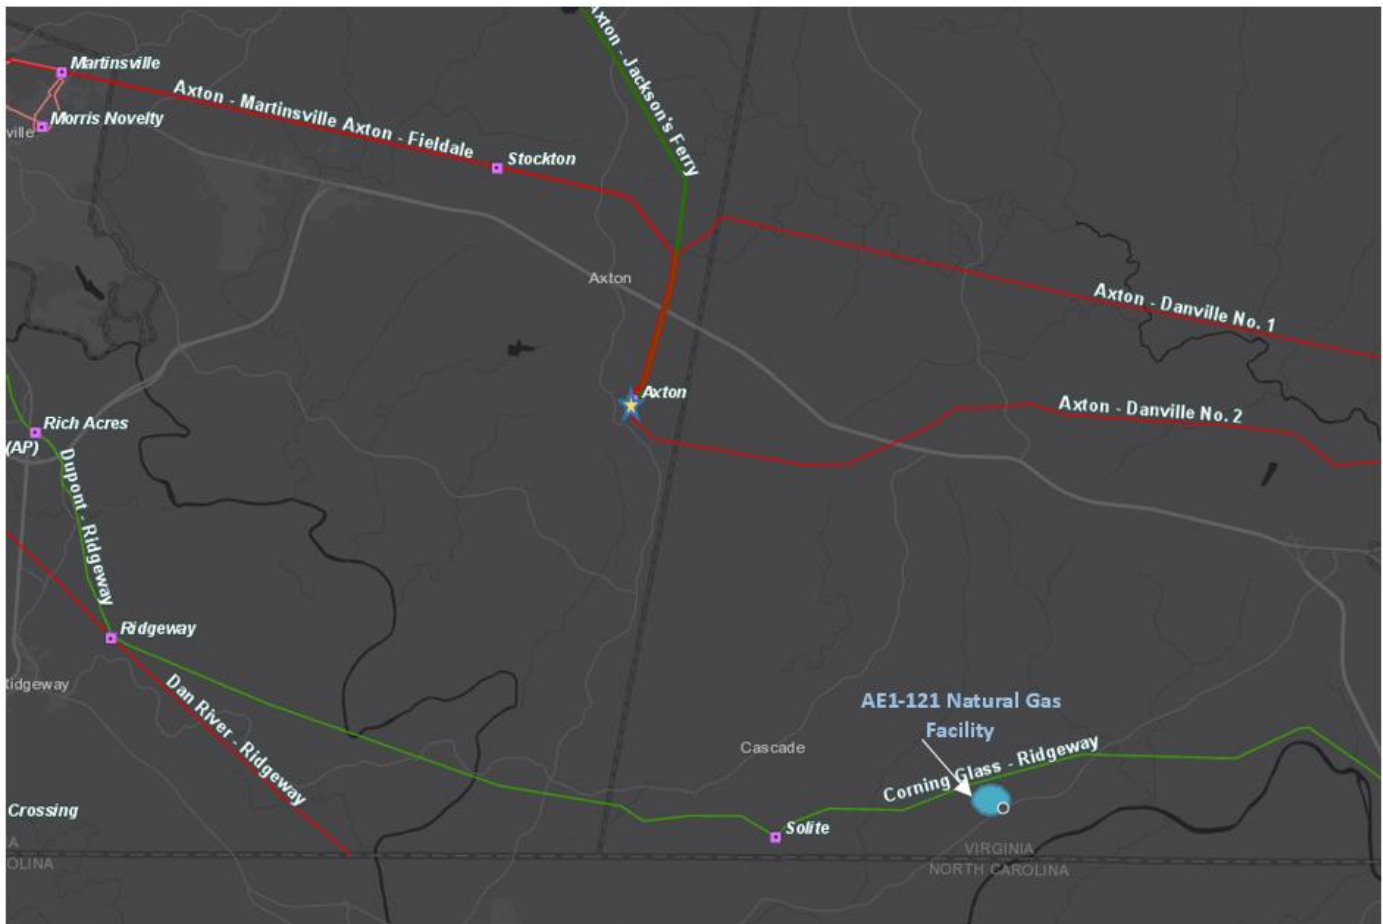 Axton - Jackson's Ferry
Martinsville
Axton - Martinsville Axton - Fieldale
Morris Novelty
ville
Stockton
Axton
Axton - Danville No. 1
Axton
Axton - Danville No. 2
Rich Acres
(AP)
Dupont - Ridgeway
Ridgeway
Ridgeway
Dan River - Ridgeway
AE1-121 Natural Gas
Facility
Cascade
Corning Glass - Ridgeway
Crossing
Solite
A
OLINA
VIRGINIA
NORTH CAROLINA